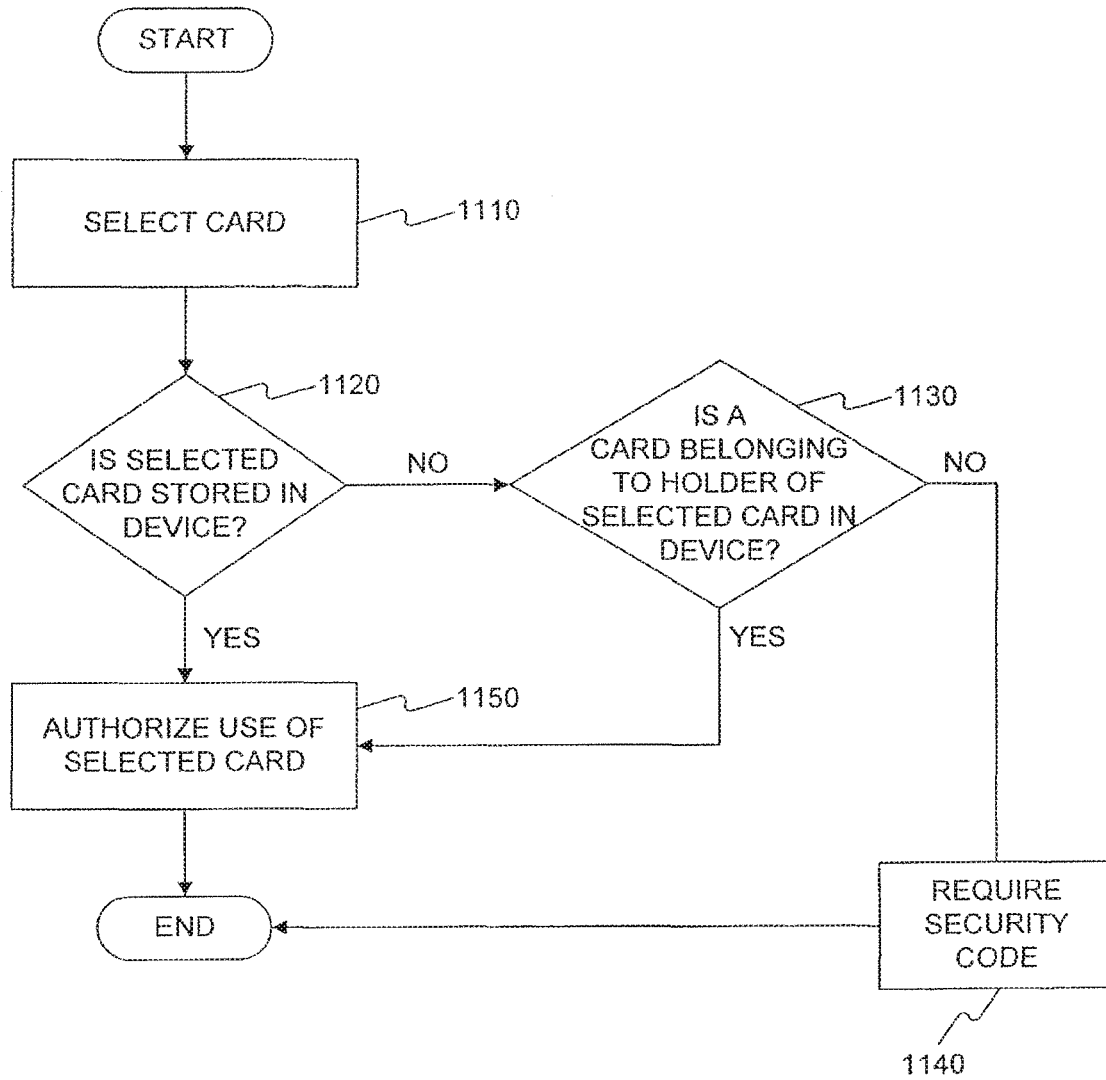 START
SELECT CARD
1110
1120
IS SELECTED
CARD STORED IN
DEVICE?
NO
1130
IS A
CARD BELONGING
TO HOLDER OF
SELECTED CARD IN
DEVICE?
NO
YES
YES
1150
AUTHORIZE USE OF
SELECTED CARD
END
REQUIRE
SECURITY
CODE
1140